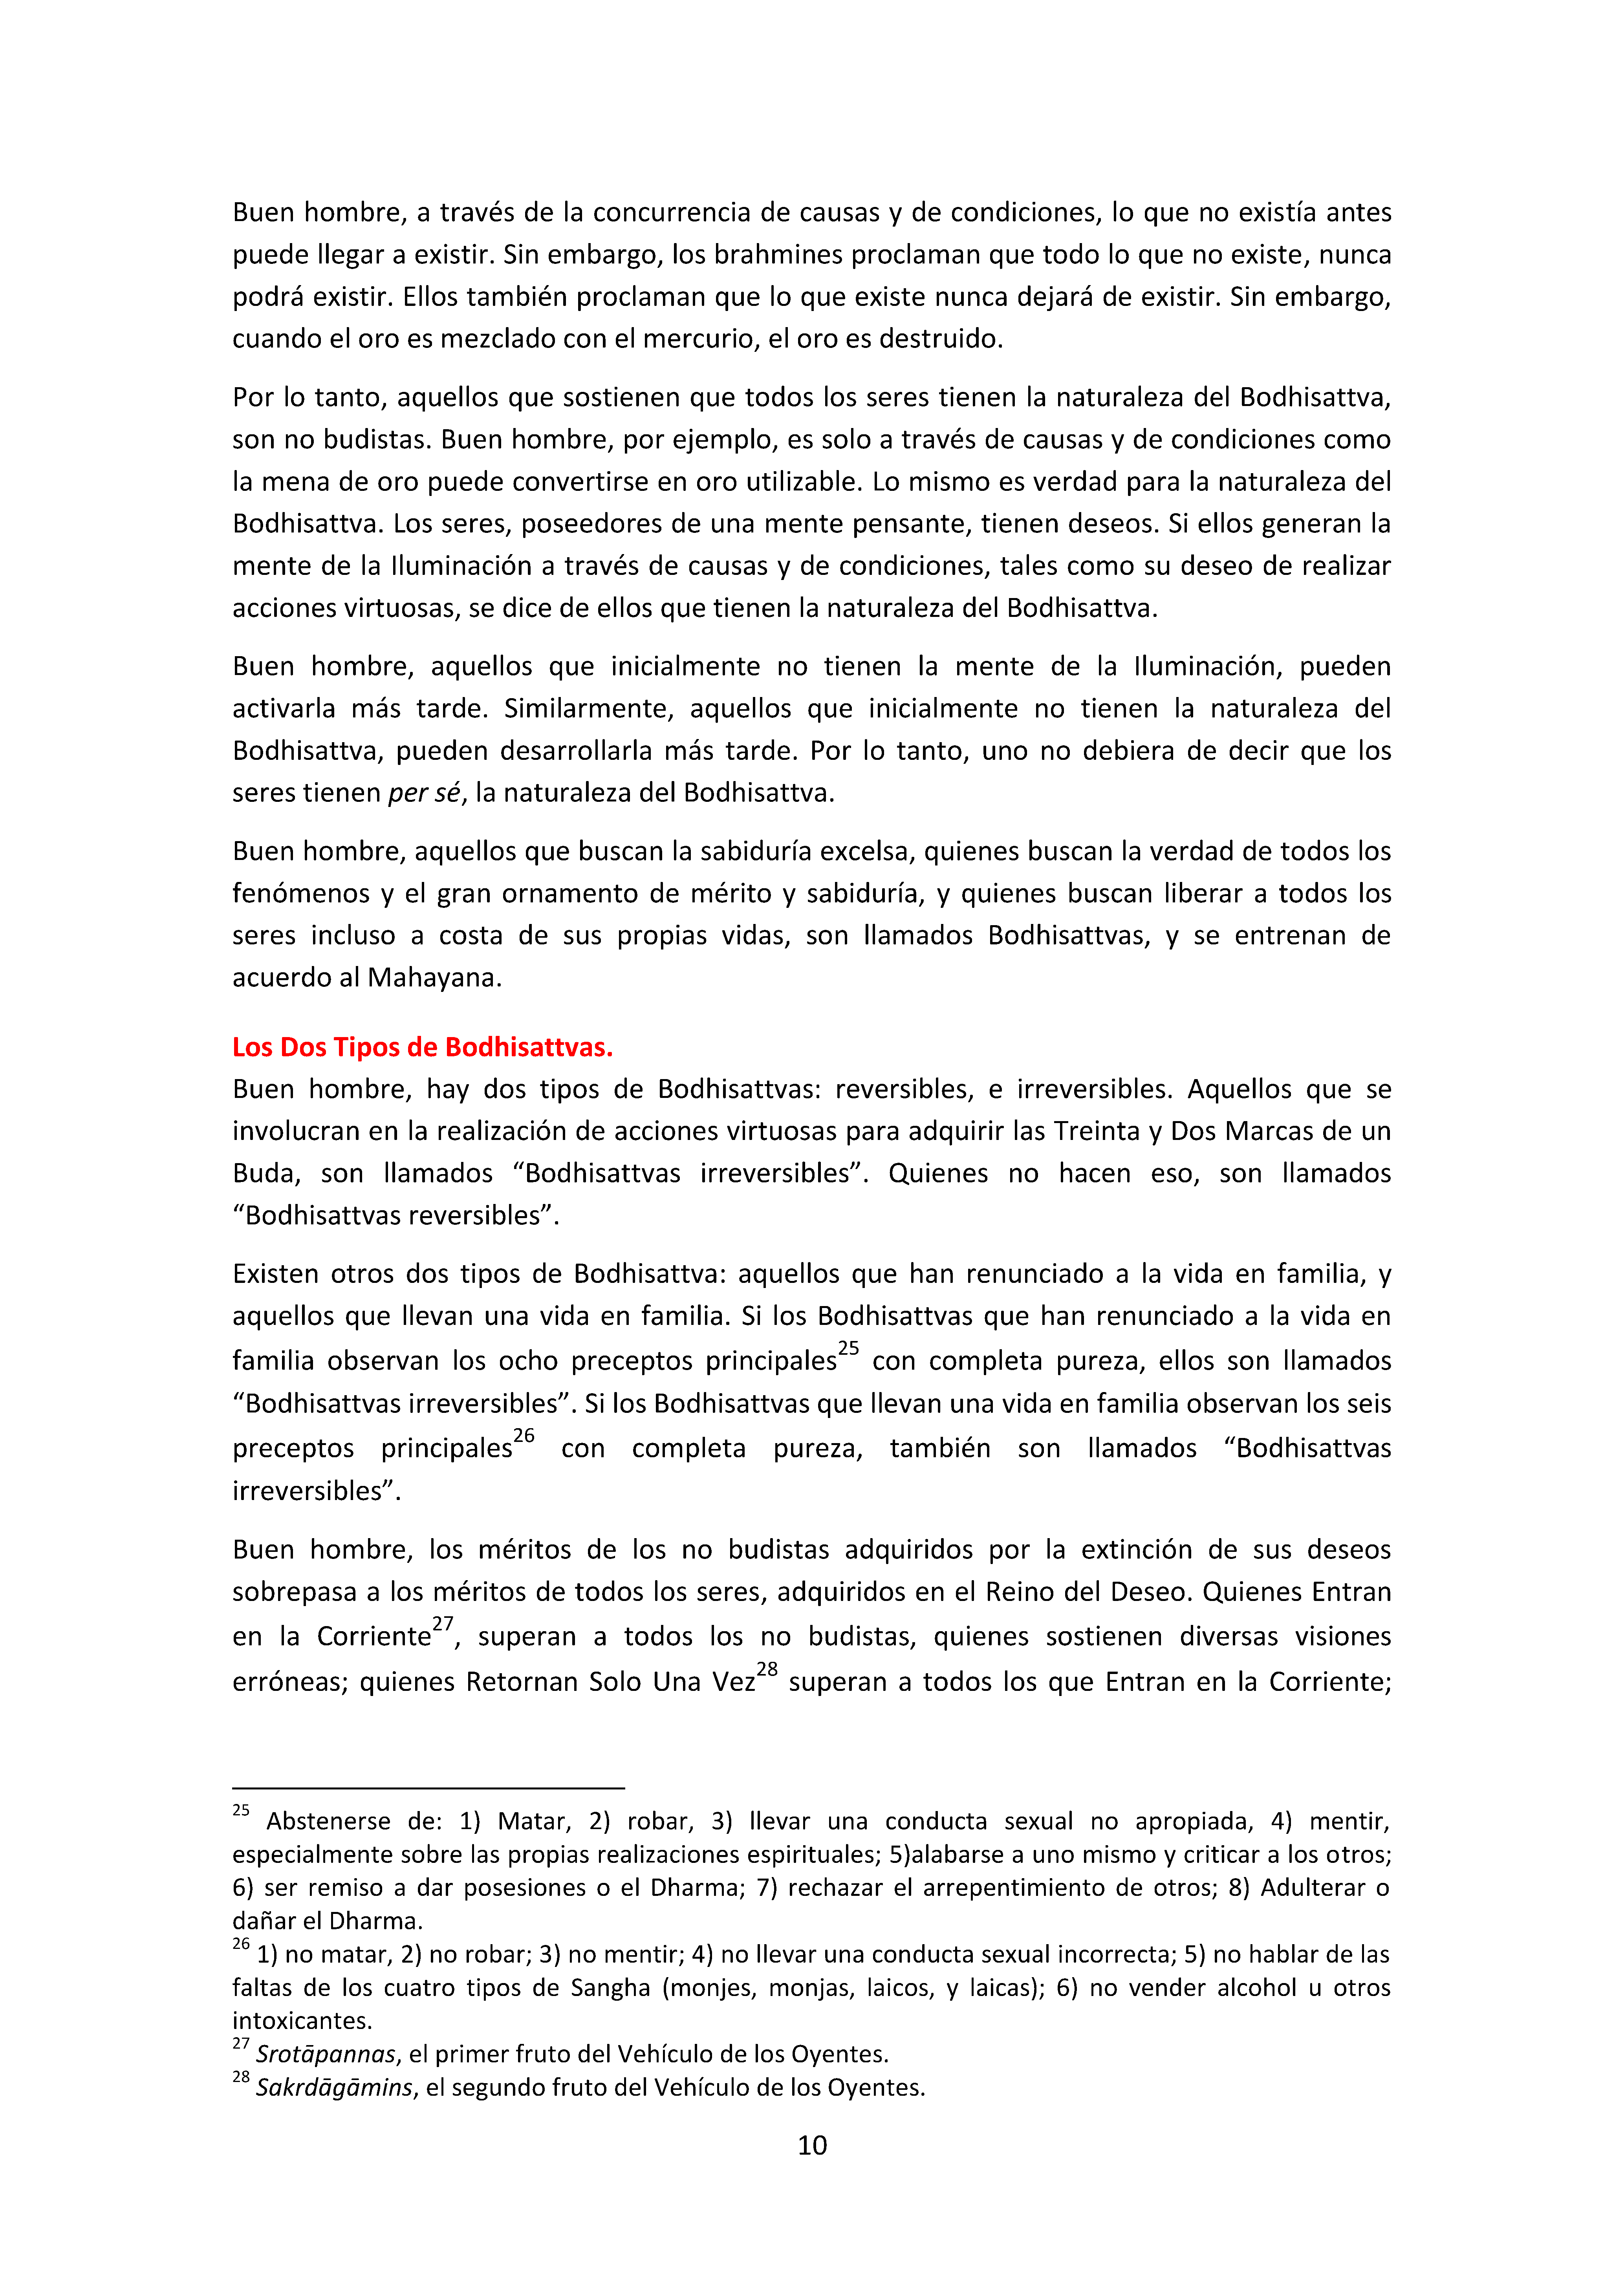 Buen hombre, a través de la concurrencia de causas y de condiciones, lo que no existía antes
puede llegar a existir. Sin embargo, los brahmines proclaman que todo lo que no existe, nunca
podrá existir. Ellos también proclaman que lo que existe nunca dejará de existir. Sin embargo,
cuando el oro es mezclado con el mercurio, el oro es destruido.
Por lo tanto, aquellos que sostienen que todos los seres tienen la naturaleza del Bodhisattva,
son no budistas. Buen hombre, por ejemplo, es solo a través de causas y de condiciones como
la mena de oro puede convertirse en oro utilizable. Lo mismo es verdad para la naturaleza del
Bodhisattva. Los seres, poseedores de una mente pensante, tienen deseos. Si ellos generan la
mente de la Iluminación a través de causas y de condiciones, tales como su deseo de realizar
acciones virtuosas, se dice de ellos que tienen la naturaleza del Bodhisattva.
Buen hombre, aquellos que inicialmente no tienen la mente de la Iluminación, pueden
activarla más tarde. Similarmente, aquellos que inicialmente no tienen la naturaleza del
Bodhisattva, pueden desarrollarla más tarde. Por lo tanto, uno no debiera de decir que los
seres tienen per sé, la naturaleza del Bodhisattva.
Buen hombre, aquellos que buscan la sabiduría excelsa, quienes buscan la verdad de todos los
fenómenos y el gran ornamento de mérito y sabiduría, y quienes buscan liberar a todos los
seres incluso a costa de sus propias vidas, son llamados Bodhisattvas, y se entrenan de
acuerdo al Mahayana.
Los Dos Tipos de Bodhisattvas.
Buen hombre, hay dos tipos de Bodhisattvas: reversibles, e irreversibles. Aquellos que se
involucran en la realización de acciones virtuosas para adquirir las Treinta y Dos Marcas de un
Buda, son llamados “Bodhisattvas irreversibles”. Quienes no hacen eso, son llamados
“Bodhisattvas reversibles”.
Existen otros dos tipos de Bodhisattva: aquellos que han renunciado a la vida en familia, y
aquellos que llevan una vida en familia. Si los Bodhisattvas que han renunciado a la vida en
familia observan los ocho preceptos principales25 con completa pureza, ellos son llamados
“Bodhisattvas irreversibles”. Si los Bodhisattvas que llevan una vida en familia observan los seis
preceptos principales26 con completa pureza, también son llamados “Bodhisattvas
irreversibles”.
Buen hombre, los méritos de los no budistas adquiridos por la extinción de sus deseos
sobrepasa a los méritos de todos los seres, adquiridos en el Reino del Deseo. Quienes Entran
en la Corriente27, superan a todos los no budistas, quienes sostienen diversas visiones
erróneas; quienes Retornan Solo Una Vez28 superan a todos los que Entran en la Corriente;
25 Abstenerse de: 1) Matar, 2) robar, 3) llevar una conducta sexual no apropiada, 4) mentir,
especialmente sobre las propias realizaciones espirituales; 5)alabarse a uno mismo y criticar a los otros;
6) ser remiso a dar posesiones o el Dharma; 7) rechazar el arrepentimiento de otros; 8) Adulterar o
dañar el Dharma.
26 1) no matar, 2) no robar; 3) no mentir; 4) no llevar una conducta sexual incorrecta; 5) no hablar de las
faltas de los cuatro tipos de Sangha (monjes, monjas, laicos, y laicas); 6) no vender alcohol u otros
intoxicantes.
27 Srotāpannas, el primer fruto del Vehículo de los Oyentes.
28 Sakrdāgāmins, el segundo fruto del Vehículo de los Oyentes.
10